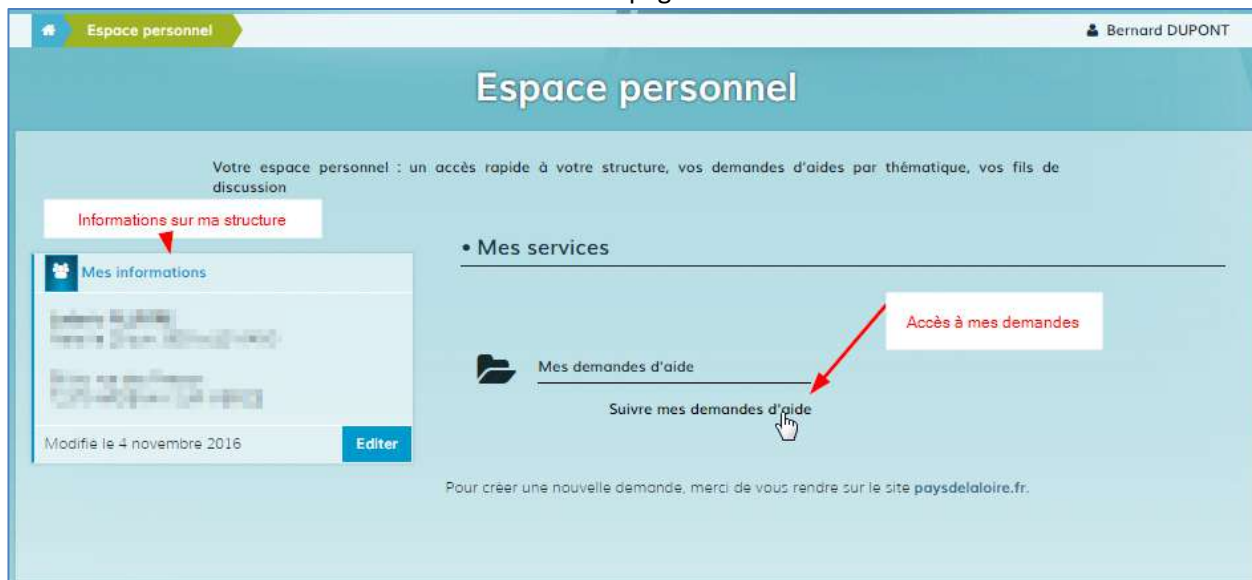 Espace personnel
Bernard DUPONT
Espace personnel
Votre espace personnel : un accès rapide à votre structure, vos demandes d'aides par thématique, vos fils de
discussion
Informations sur ma structure
Mes informations
Modifié le 4 novembre 2016
Editer
• Mes services
Accès à mes demandes
Mes demandes d'aide
Suivre mes demandes d'aide
Pour créer une nouvelle demande, merci de vous rendre sur le site paysdelaloire.fr.